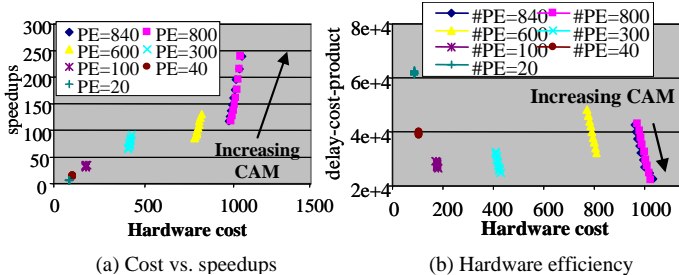 PE=840 PE=800
PE=600 PE=300
PE=100 PE=40
PE=20
300
250
200
150
100
50
0
speedups
Increasing
CAM
0 500 1000 1500
Hardware cost
(a) Cost vs. speedups
#PE=840 #PE=800
#PE=600 #PE=300
#PE=100 #PE=40
#PE=20
8e+4
6e+4
4e+4
2e+4
delay-cost-product
Increasing CAM
0 200 400 600 800 1000
Hardware cost
(b) Hardware efficiency